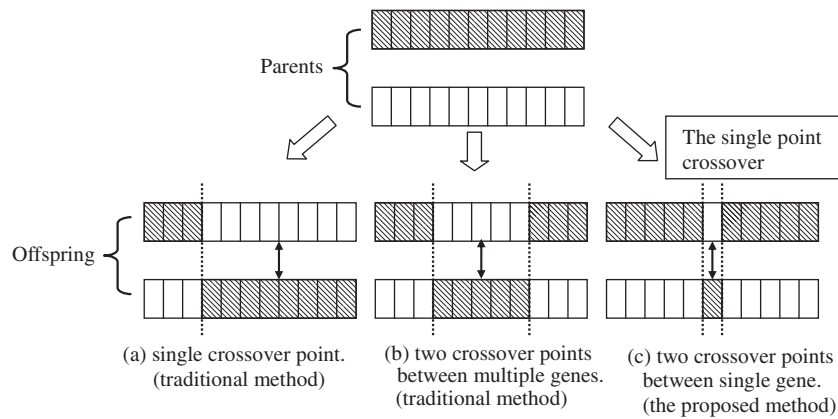 Parents
The single point
crossover
Offspring
(a) single crossover point.
(traditional method)
(b) two crossover points
between multiple genes.
(traditional method)
(c) two crossover points
between single gene.
(the proposed method)